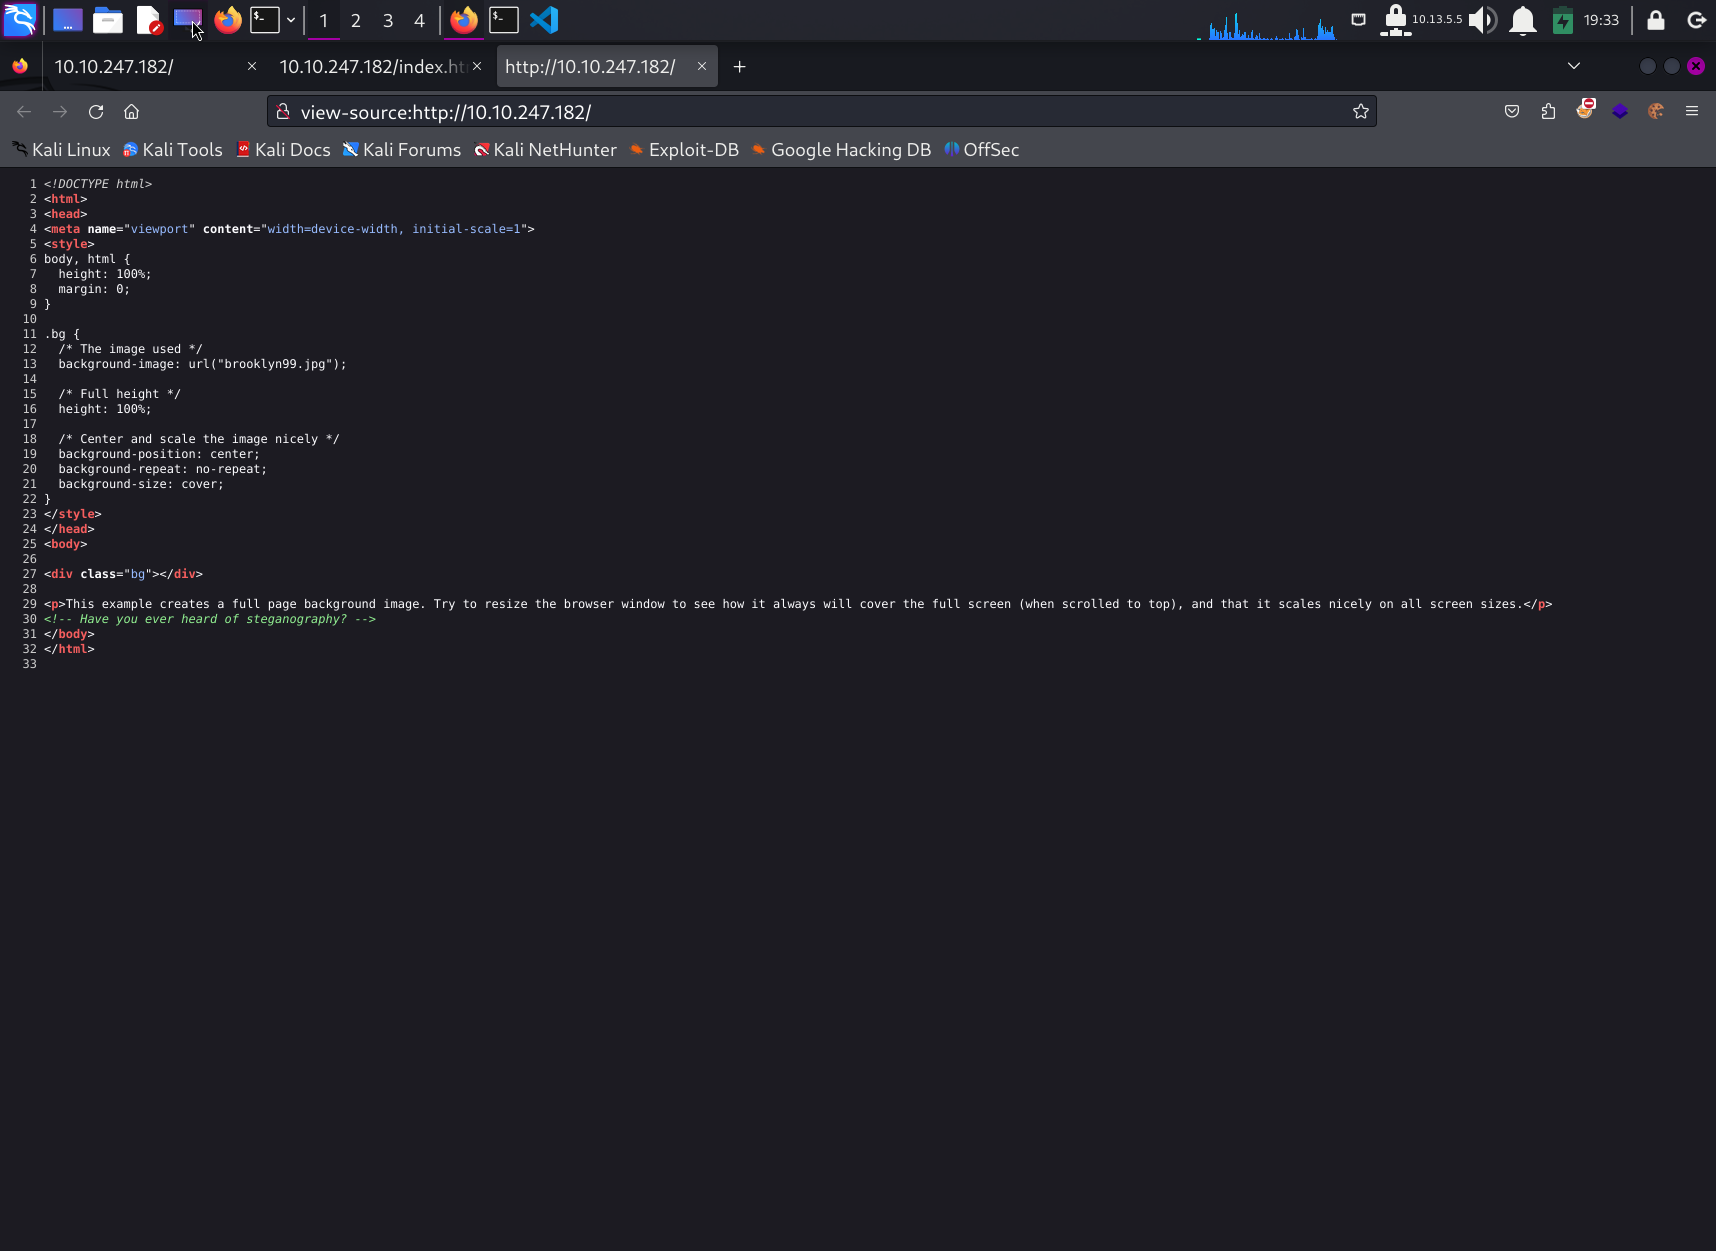 1 2 3 4 10.13.5.5 19:33
10.10.247.182/ 10.10.247.182/index.ht http://10.10.247.182/
view-source:http://10.10.247.182/
Kali Linux Kali Tools Kali Docs Kali Forums Kali NetHunter Exploit-DB Google Hacking DB OffSec
1 <!DOCTYPE html>
2 <html>
3 <head>
4 <meta name="viewport" content="width=device-width, initial-scale=1">
5 <style>
6 body, html {
7   height: 100%;
8   margin: 0;
9 }
10
11 .bg {
12   /* The image used */
13   background-image: url("brooklyn99.jpg");
14
15   /* Full height */
16   height: 100%;
17
18   /* Center and scale the image nicely */
19   background-position: center;
20   background-repeat: no-repeat;
21   background-size: cover;
22 }
23 </style>
24 </head>
25 <body>
26
27 <div class="bg"></div>
28
29 <p>This example creates a full page background image. Try to resize the browser window to see how it always will cover the full screen (when scrolled to top), and that it scales nicely on all screen sizes.</p>
30 <!-- Have you ever heard of steganography? -->
31 </body>
32 </html>
33